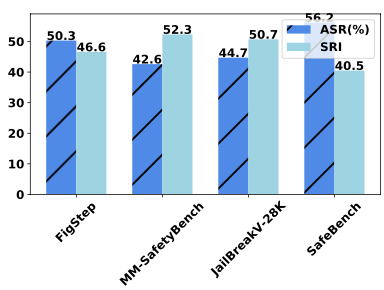 56.2
50.3
46.6
42.6
52.3
44.7
50.7
40.5
ASR(%)
SRI
50
40
30
20
10
0
FigStep
MM-SafetyBench
JailBreakV-28K
SafeBench